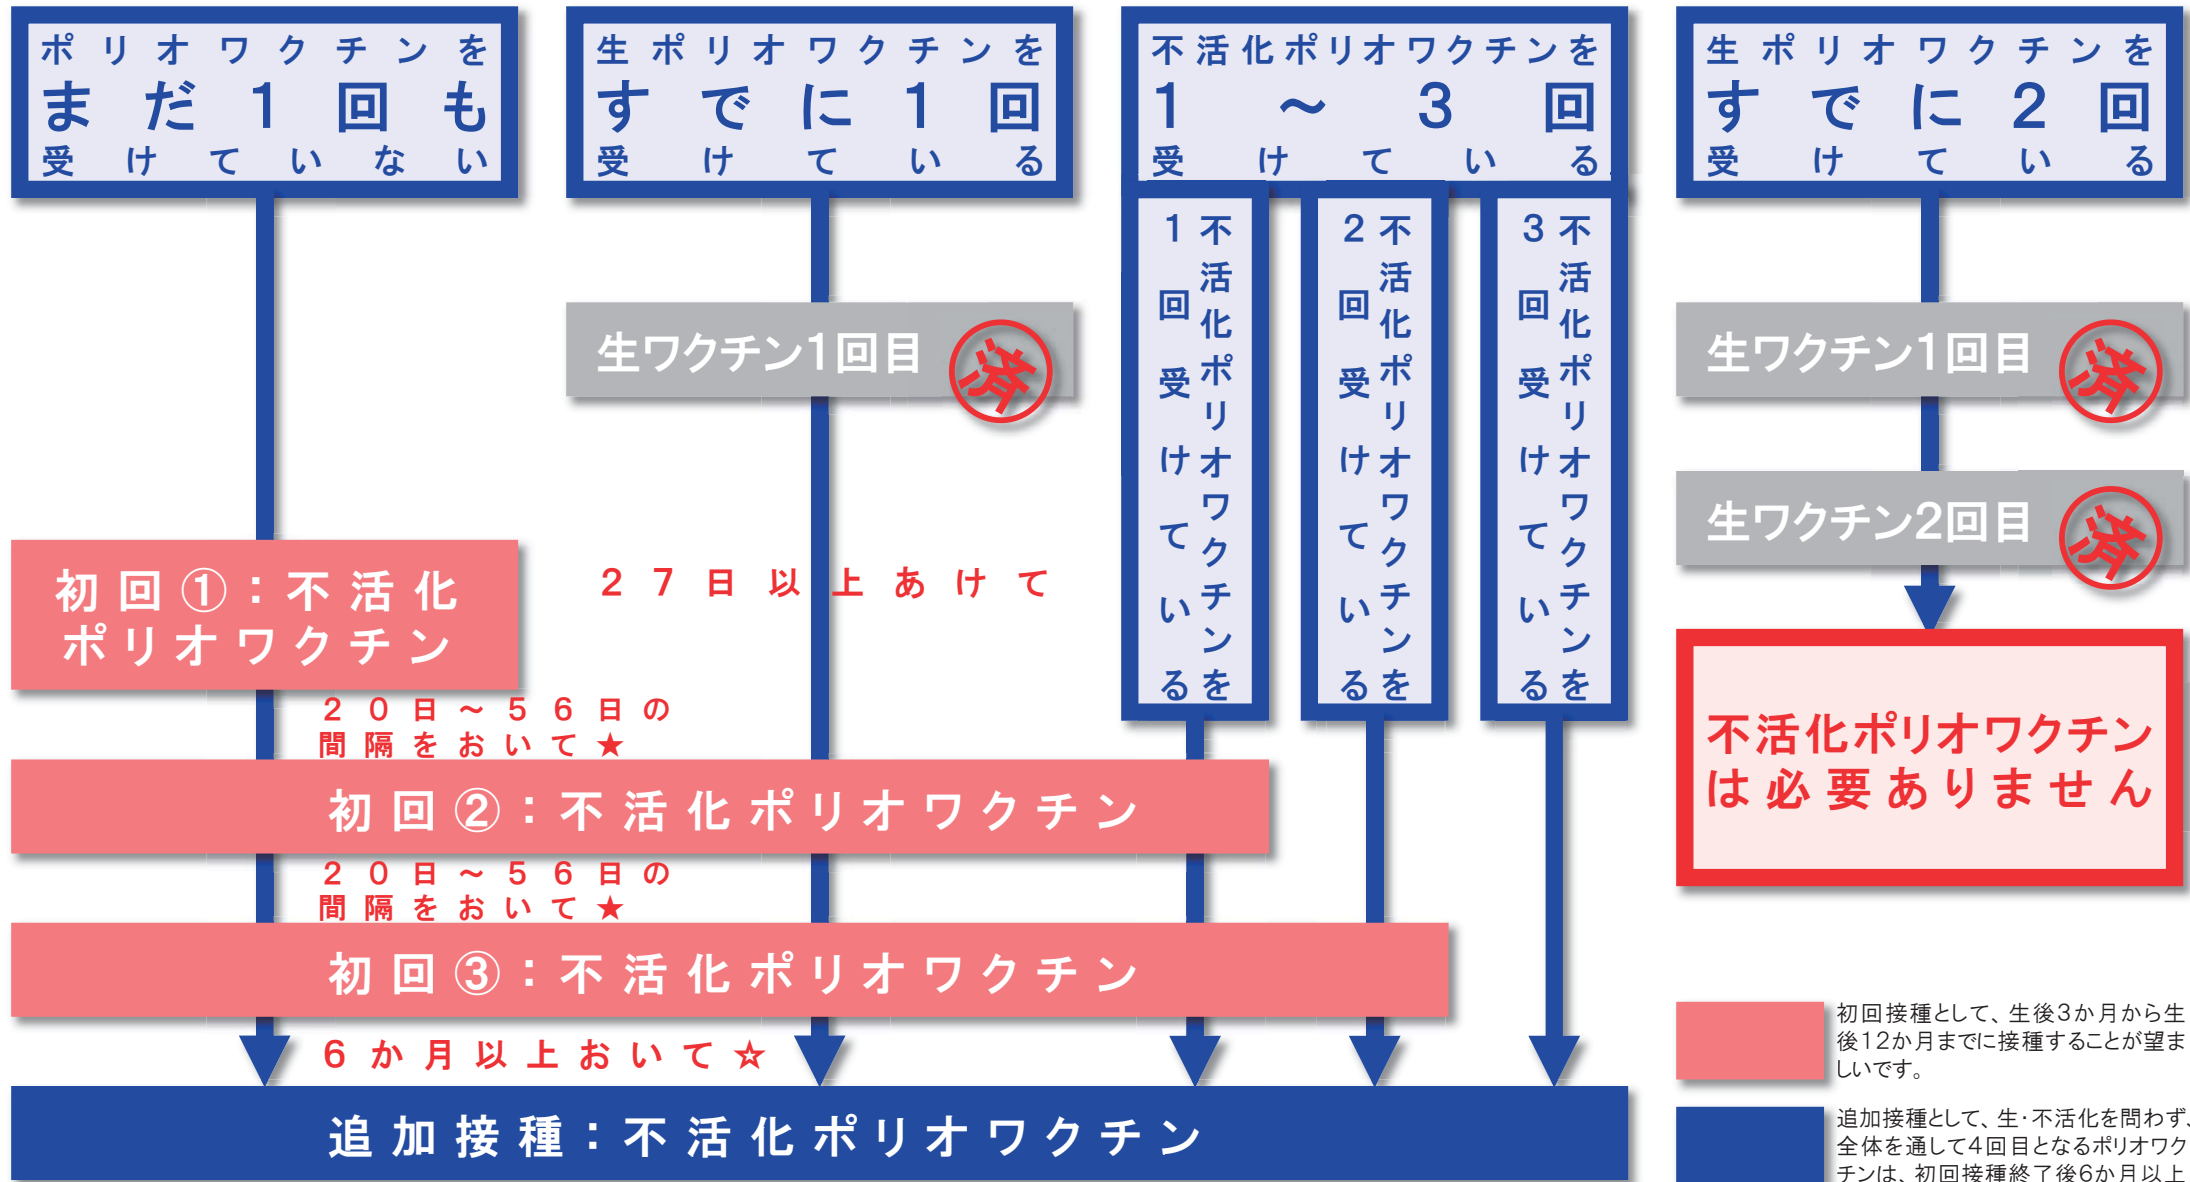 ポリオワクチンを
まだ1回も
受けていない
生ポリオワクチンを
すでに1回
受けている
不活化ポリオワクチンを
1～3回
受けている
生ポリオワクチンを
すでに2回
受けている
不活化ポリオワクチンを
1回受けている
不活化ポリオワクチンを
2回受けている
不活化ポリオワクチンを
3回受けている
生ワクチン1回目
済
生ワクチン1回目
済
生ワクチン2回目
済
初回①：不活化
ポリオワクチン
27日以上あけて
20日～56日の
間隔をおいて★
不活化ポリオワクチン
は必要ありません
初回②：不活化ポリオワクチン
20日～56日の
間隔をおいて★
初回③：不活化ポリオワクチン
6か月以上おいて☆
追加接種：不活化ポリオワクチン
初回接種として、生後3か月から生
後12か月までに接種することが望ま
しいです。
追加接種として、生・不活化を問わず、
全体を通して4回目となるポリオワク
チンは、初回接種終了後6か月以上